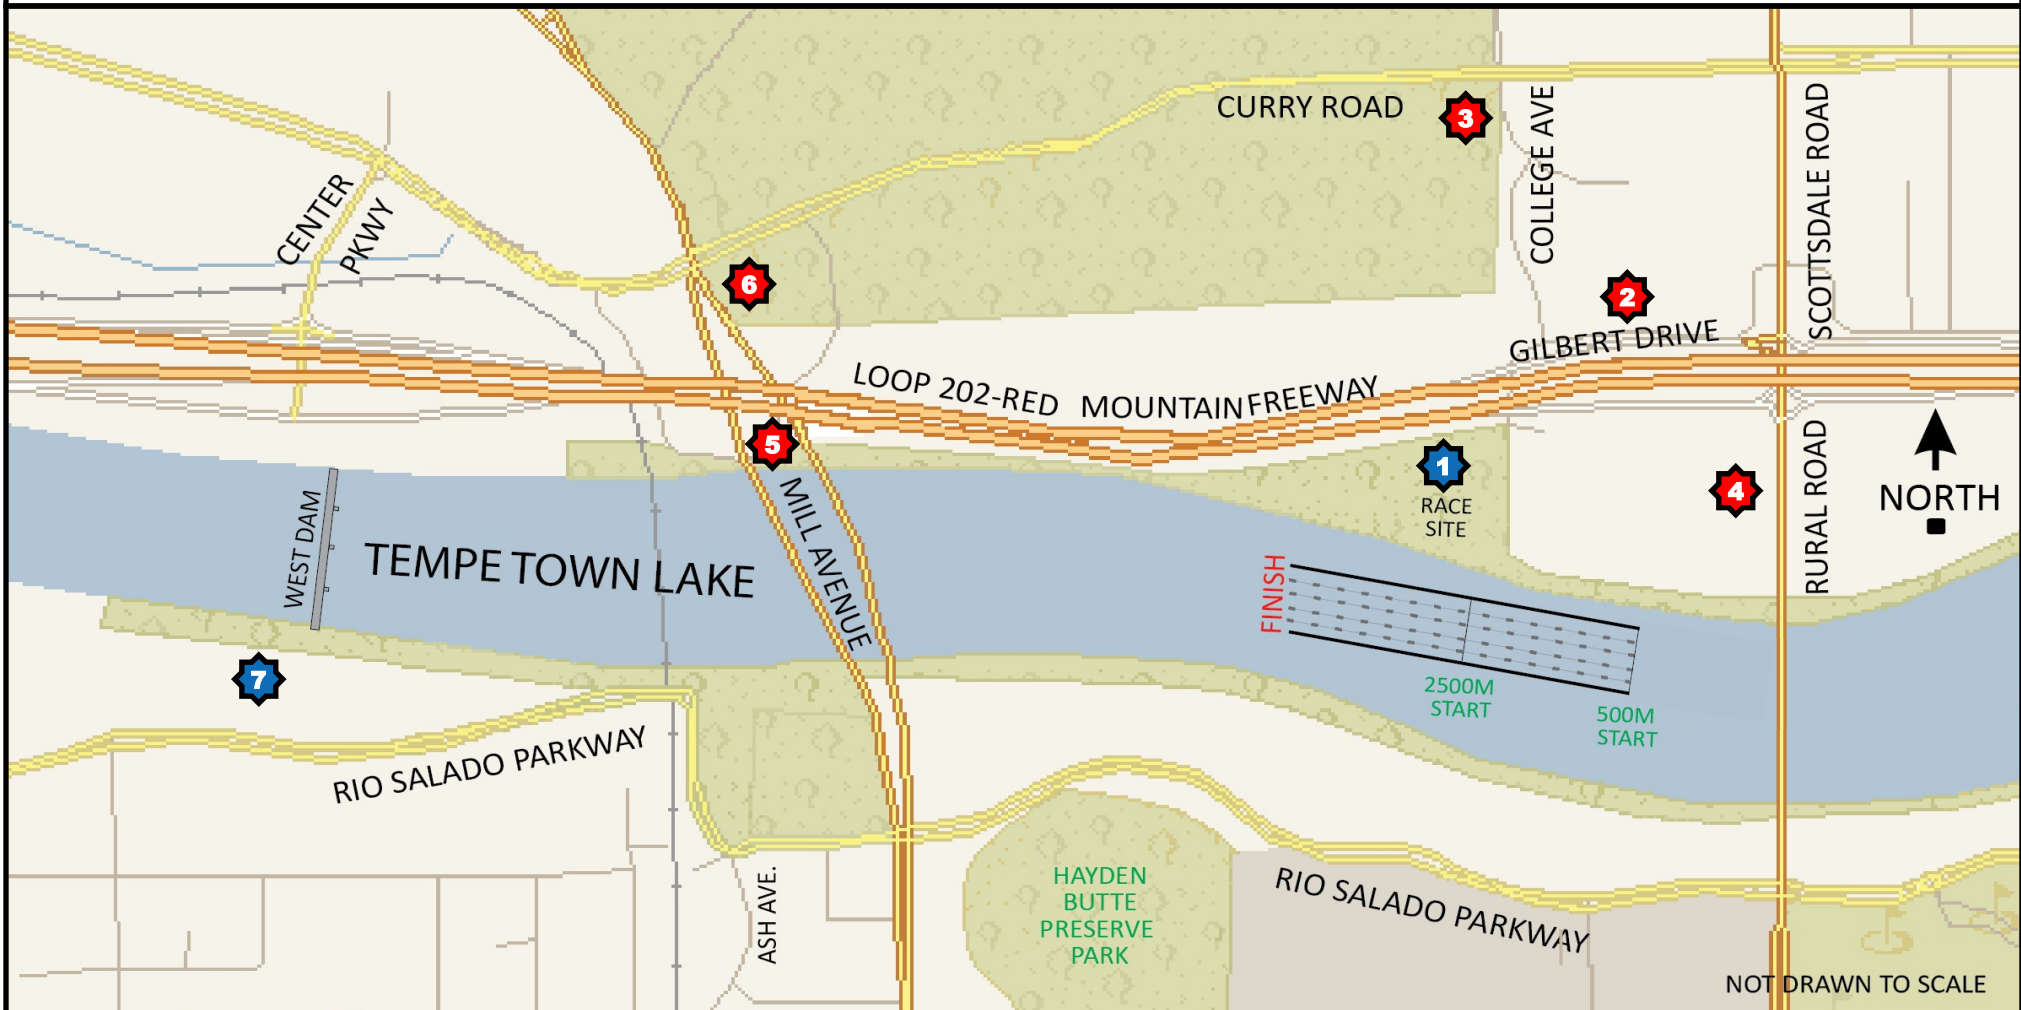 CURRY ROAD
3
COLLEGE AVE
SCOTTSDALE ROAD
CENTER
PKWY
6
2
GILBERT DRIVE
LOOP 202-RED MOUNTAIN FREEWAY
5
1
RACE
SITE
4
RURAL ROAD
NORTH
WEST DAM
TEMPE TOWN LAKE
MILL AVENUE
FINISH
2500M
START
500M
START
7
RIO SALADO PARKWAY
ASH AVE.
HAYDEN
BUTTE
PRESERVE
PARK
RIO SALADO PARKWAY
NOT DRAWN TO SCALE